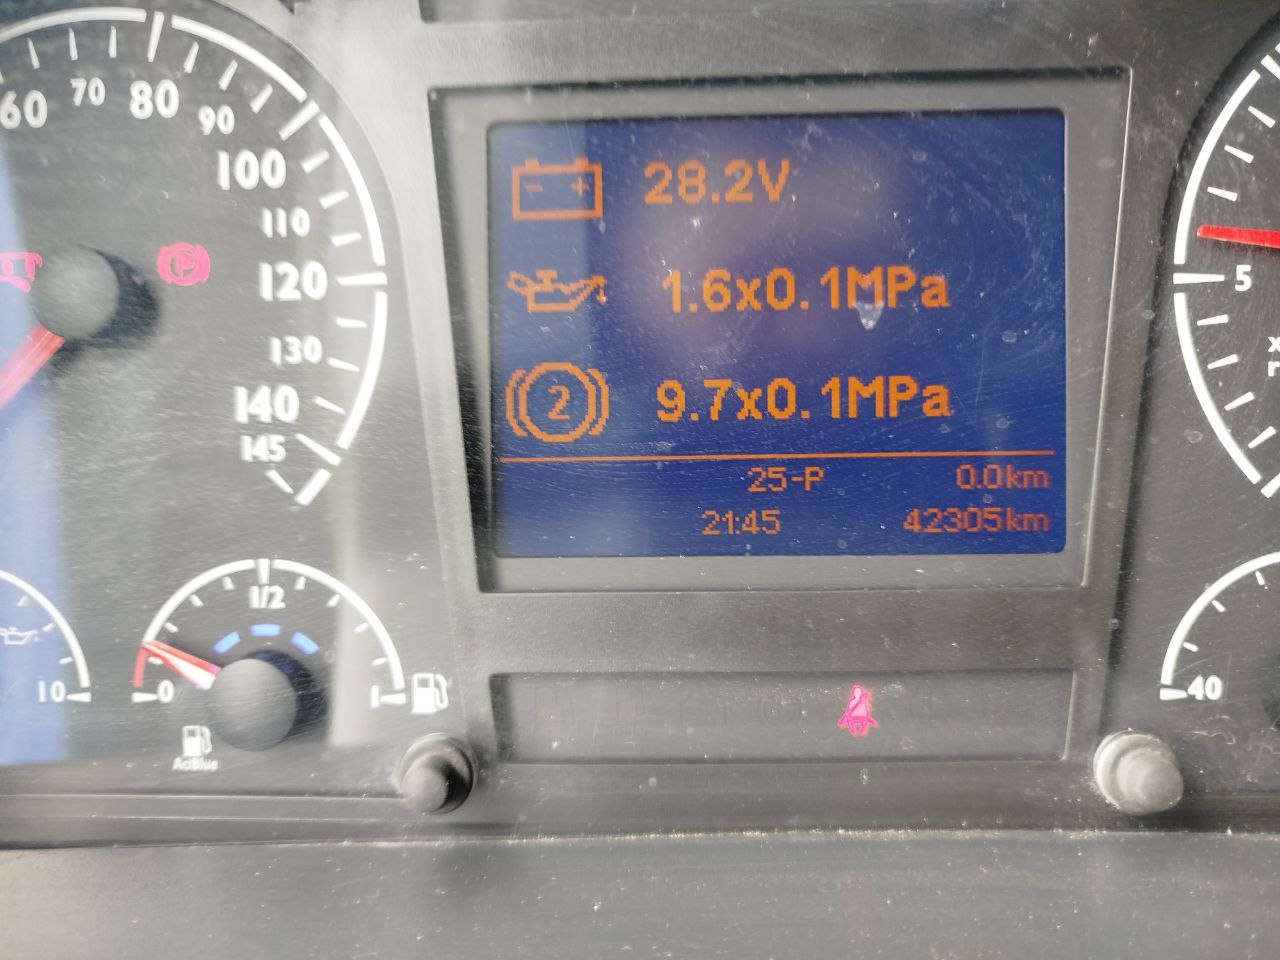 60 70 80 90 100 110 120 130 140 145
P
28.2V
1.6x0.1MPa
2 9.7x0.1MPa
25-P 0.0km
21:45 42305km
5
10
0 1/2 1
AdBlue
40